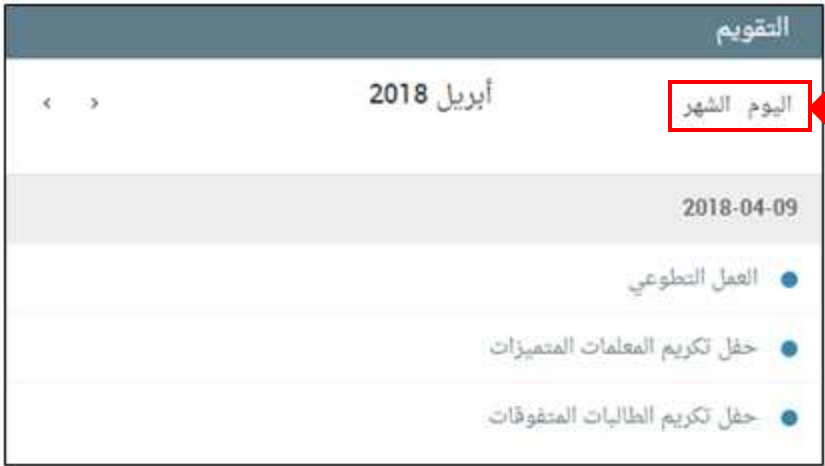 التقويم
اليوم الشهر
أبريل 2018
2018-04-09
العمل التطوعي
حفل تكريم المعلمات المتميزات
حفل تكريم الطالبات المتفوقات